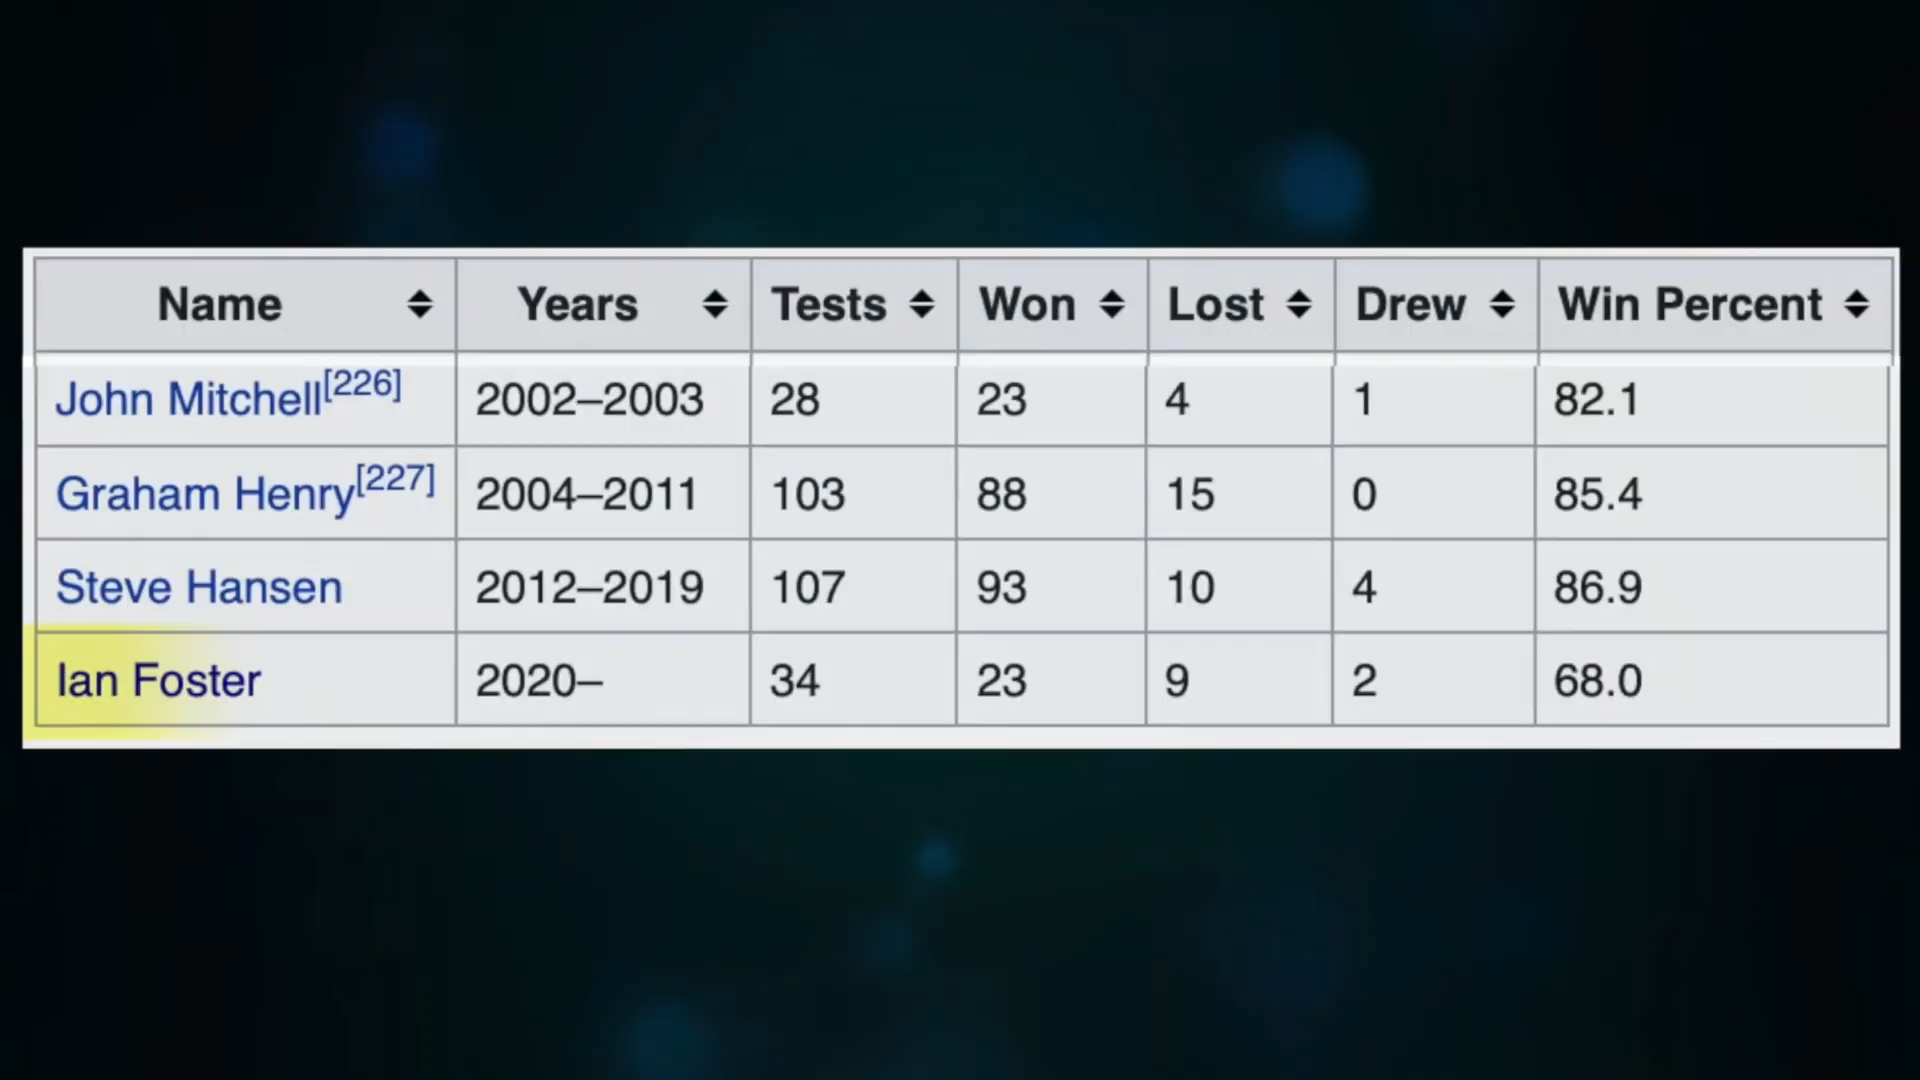 Name Years Tests Won Lost Drew Win Percent
John Mitchell[226] 2002–2003 28 23 4 1 82.1
Graham Henry[227] 2004–2011 103 88 15 0 85.4
Steve Hansen 2012–2019 107 93 10 4 86.9
Ian Foster 2020– 34 23 9 2 68.0